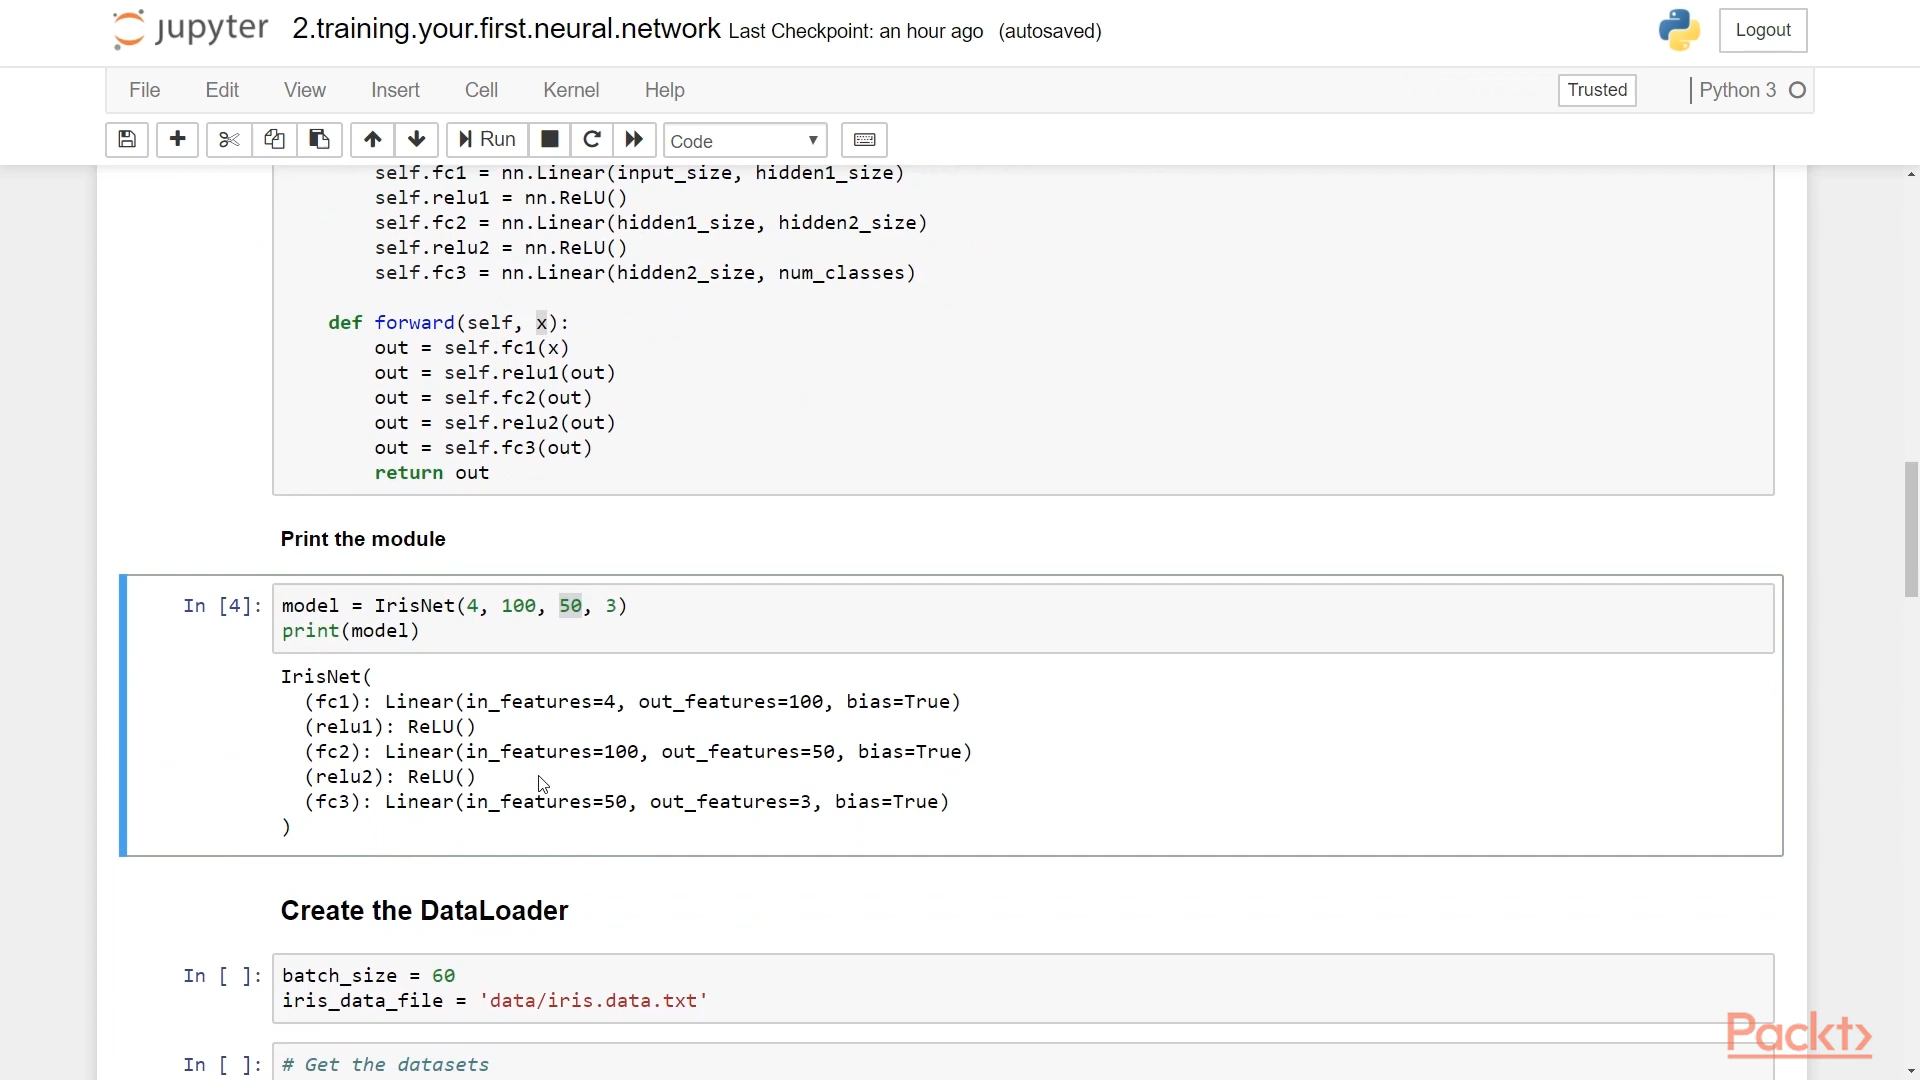 jupyter 2.training.your.first.neural.network Last Checkpoint: an hour ago (autosaved) Logout
File Edit View Insert Cell Kernel Help Trusted Python 3
Run Code
self.fc1 = nn.Linear(input_size, hidden1_size)
self.relu1 = nn.ReLU()
self.fc2 = nn.Linear(hidden1_size, hidden2_size)
self.relu2 = nn.ReLU()
self.fc3 = nn.Linear(hidden2_size, num_classes)
def forward(self, x):
out = self.fc1(x)
out = self.relu1(out)
out = self.fc2(out)
out = self.relu2(out)
out = self.fc3(out)
return out
Print the module
In [4]: model = IrisNet(4, 100, 50, 3)
print(model)
IrisNet(
(fc1): Linear(in_features=4, out_features=100, bias=True)
(relu1): ReLU()
(fc2): Linear(in_features=100, out_features=50, bias=True)
(relu2): ReLU()
(fc3): Linear(in_features=50, out_features=3, bias=True)
)
Create the DataLoader
In [ ]: batch_size = 60
iris_data_file = 'data/iris.data.txt'
In [ ]: # Get the datasets
Packt>